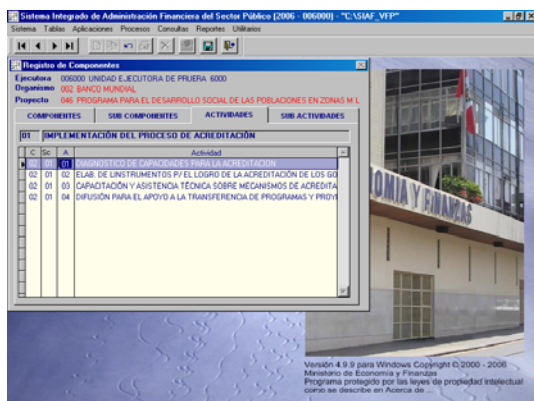 Sistema Integrado de Administración Financiera del Sector Público (2006 - 006000) - "C:\SIAF_VFP"
Sistema Tablas Aplicaciones Procesos Consultas Reportes Utilitarios
Registro de Componentes
Ejecutora 006000 UNIDAD EJECUTORA DE PRUERA 6000
Organismo 002 BANCO MUNDIAL
Proyecto 046 PROGRAMA PARA EL DESARROLLO SOCIAL DE LAS POBLACIONES EN ZONAS M L
COMPONENTES SUB COMPONENTES ACTIVIDADES SUB ACTIVIDADES
01 IMPLEMENTACIÓN DEL PROCESO DE ACREDITACIÓN
C Sc A Actividad
02 01 01 DIAGNOSTICO DE CAPACIDADES PARA LA ACREDITACION
02 01 02 ELAB. DE LINSTRUMENTOS P/ EL LOGRO DE LA ACREDITACIÓN DE LOS GO
02 01 03 CAPACITACIÓN Y ASISTENCIA TÉCNICA SOBRE MECANISMOS DE ACREDITA
02 01 04 DIFUSIÓN PARA EL APOYO A LA TRANSFERENCIA DE PROGRAMAS Y PROYE
OMIA Y FINANZAS
Versión 4.9.9 para Windows Copyright © 2000 - 2006
Ministerio de Economía y Finanzas
Programa protegido por las leyes de propiedad intelectual
como se describe en Acerca de ...